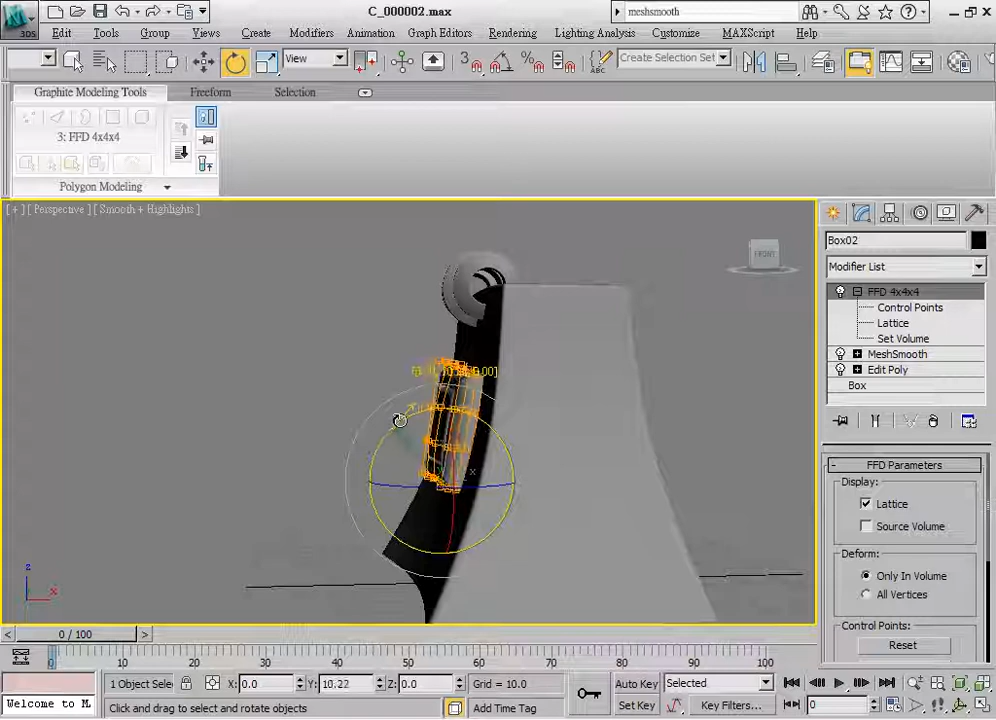 C_000002.max
meshsmooth
3DS
Edit Tools Group Views Create Modifiers Animation Graph Editors Rendering Lighting Analysis Customize MAXScript Help
View
3
Create Selection Set
Graphite Modeling Tools Freeform Selection
3: FFD 4x4x4
Polygon Modeling
[ + ] [ Perspective ] [ Smooth + Highlights ]
FRONT
Box02
Modifier List
FFD 4x4x4
Control Points
Lattice
Set Volume
MeshSmooth
Edit Poly
Box
FFD Parameters
Display:
Lattice
Source Volume
Deform:
Only In Volume
All Vertices
Control Points:
Reset
z
x
x
0 / 100
0 10 20 30 40 50 60 70 80 90 100
1 Object Sele X: 0.0 Y: 10.22 Z: 0.0 Grid = 10.0 Auto Key Selected
Welcome to M Click and drag to select and rotate objects Add Time Tag Set Key Key Filters... 0